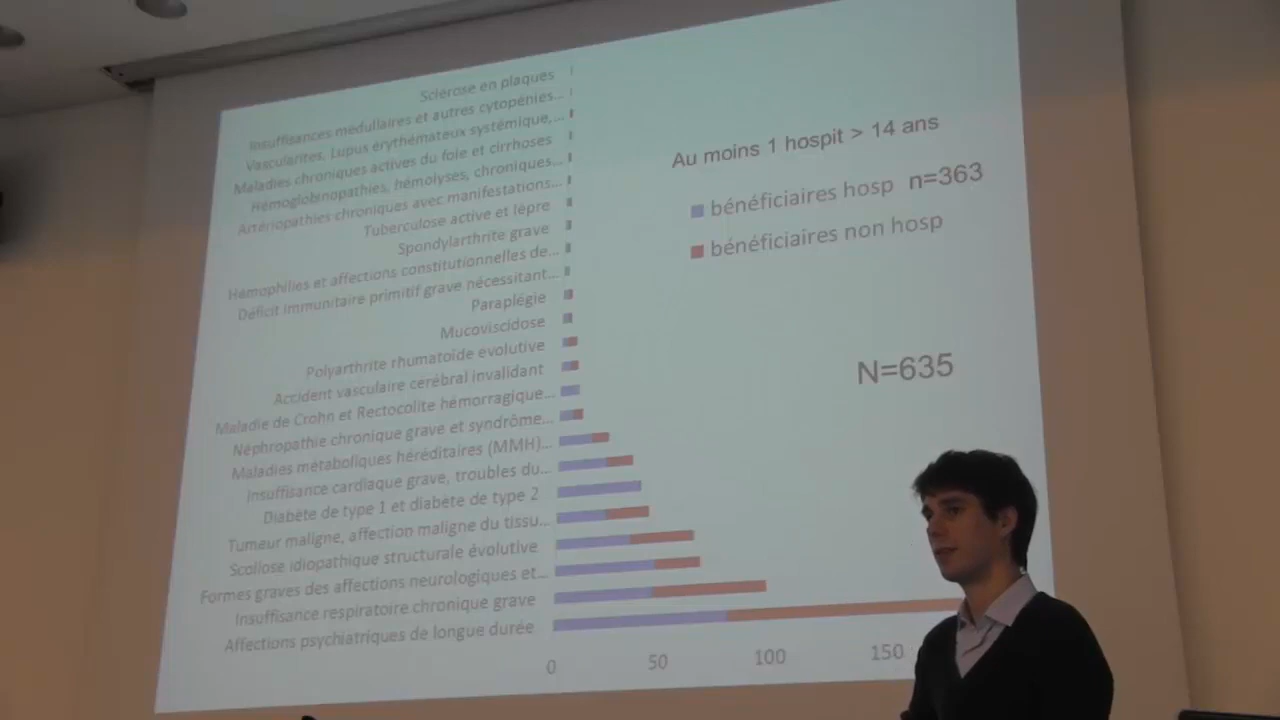 Sclérose en plaques
Insuffisances médullaires et autres cytopénies...
Vascularites, Lupus érythémateux systémique,...
Maladies chroniques actives du foie et cirrhoses
Hémoglobinopathies, hémolyses, chroniques...
Artériopathies chroniques avec manifestations...
Tuberculose active et lèpre
Spondylarthrite grave
Hémophilies et affections constitutionnelles de...
Déficit immunitaire primitif grave nécessitant...
Paraplégie
Mucoviscidose
Polyarthrite rhumatoïde evolutive
Accident vasculaire cérébral invalidant
Maladie de Crohn et Rectocolite hémorragique...
Néphropathie chronique grave et syndrôme...
Maladies métaboliques héréditaires (MMH)...
Insuffisance cardiaque grave, troubles du...
Diabète de type 1 et diabète de type 2
Tumeur maligne, affection maligne du tissu...
Scoliose idiopathique structurale évolutive
Formes graves des affections neurologiques et...
Insuffisance respiratoire chronique grave
Affections psychiatriques de longue durée
0 50 100 150
Au moins 1 hospit > 14 ans
bénéficiaires hosp n=363
bénéficiaires non hosp
N=635